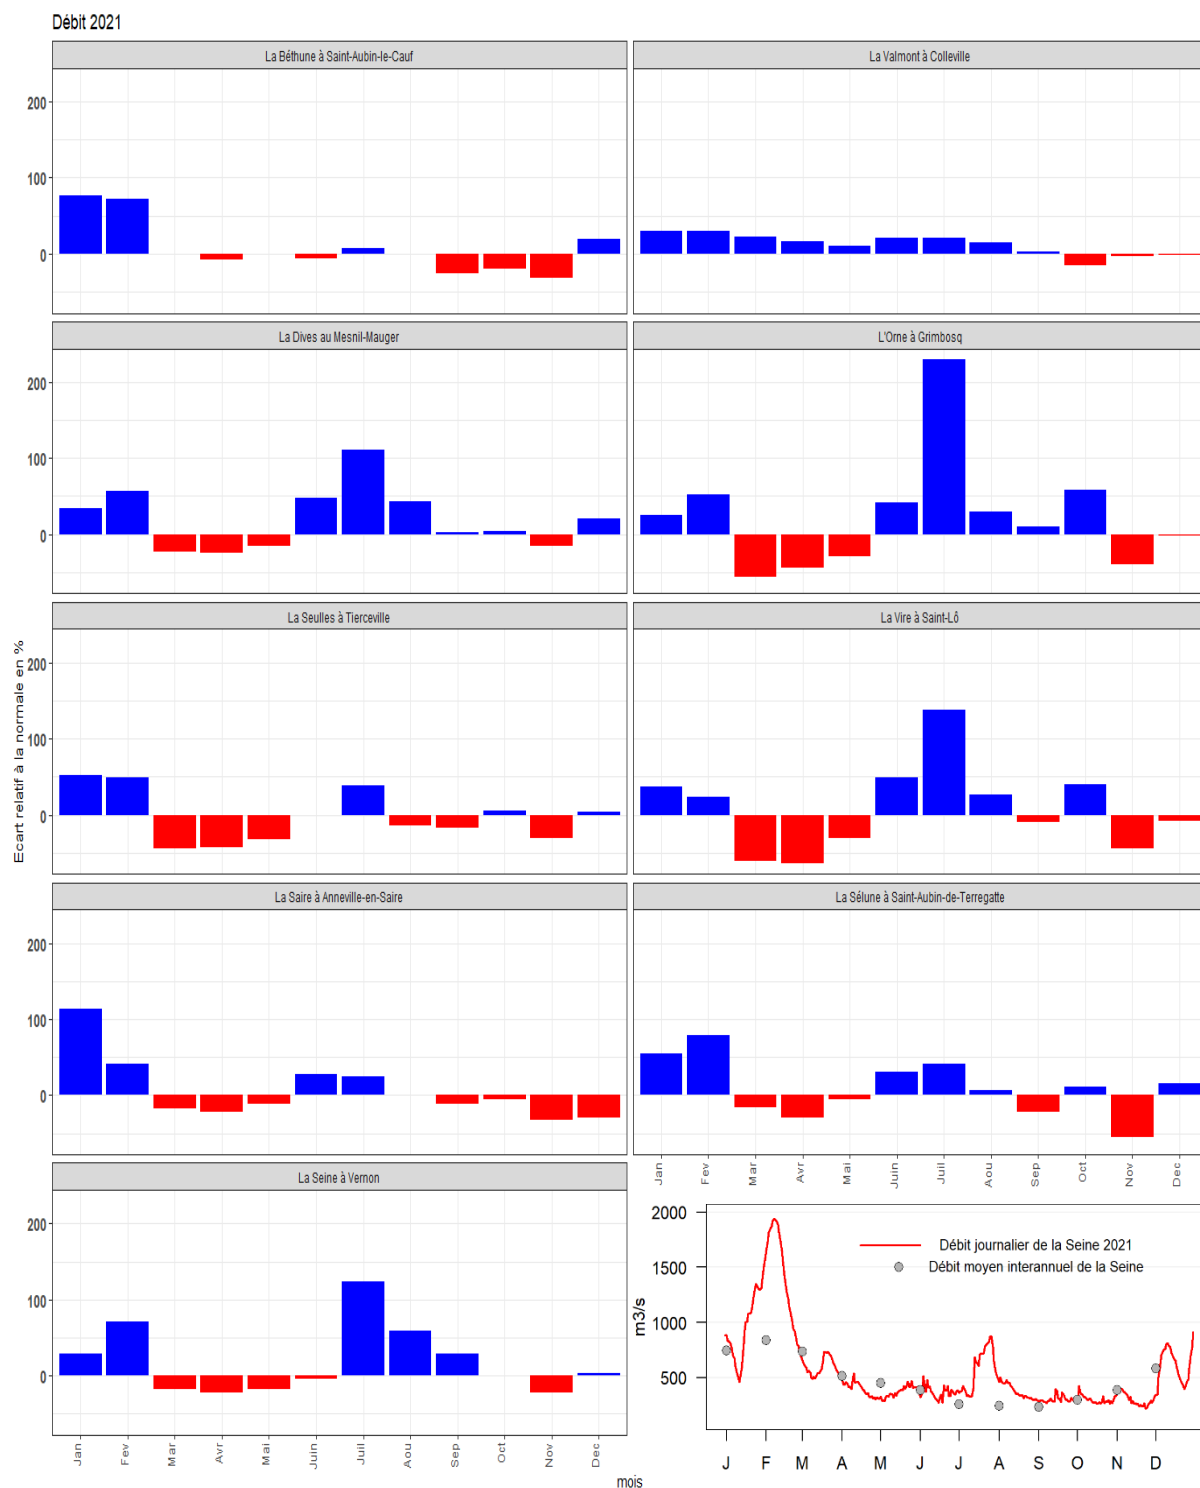 Débit 2021
La Béthune à Saint-Aubin-le-Cauf
La Valmont à Colleville
200
100
0
La Dives au Mesnil-Mauger
L'Orne à Grimbosq
200
100
0
La Seulles à Tierceville
La Vire à Saint-Lô
200
100
0
Ecart relatif à la normale en %
La Saire à Anneville-en-Saire
La Sélune à Saint-Aubin-de-Terregatte
200
100
0
Jan Fev Mar Avr Mai Juin Juil Aou Sep Oct Nov Dec
La Seine à Vernon
200
100
0
Jan Fev Mar Avr Mai Juin Juil Aou Sep Oct Nov Dec
mois
2000
1500
1000
500
m3/s
Débit journalier de la Seine 2021
Débit moyen interannuel de la Seine
J F M A M J J A S O N D